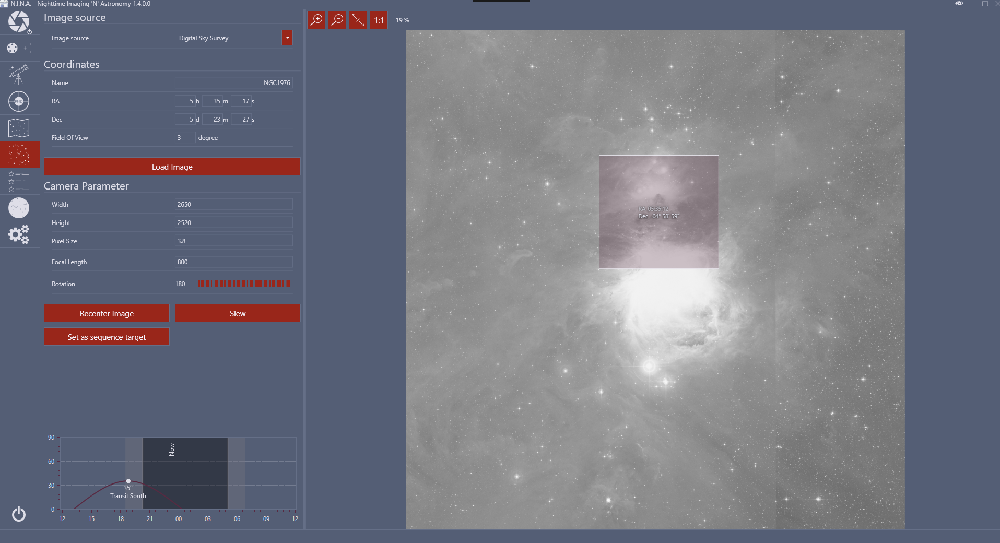 N.I.N.A. - Nighttime Imaging 'N' Astronomy 1.4.0.0
Image source
Image source Digital Sky Survey
Coordinates
Name NGC1976
RA 5 h 35 m 17 s
Dec -5 d 23 m 27 s
Field Of View 3 degree
Load Image
Camera Parameter
Width 2650
Height 2520
Pixel Size 3.8
Focal Length 800
Rotation 180
Recenter Image Slew
Set as sequence target
90
60
30
0
Now
35°
Transit South
12 15 18 21 00 03 06 09 12
PHD
1:1 19 %
RA 05:35:12
Dec -04° 58' 59"